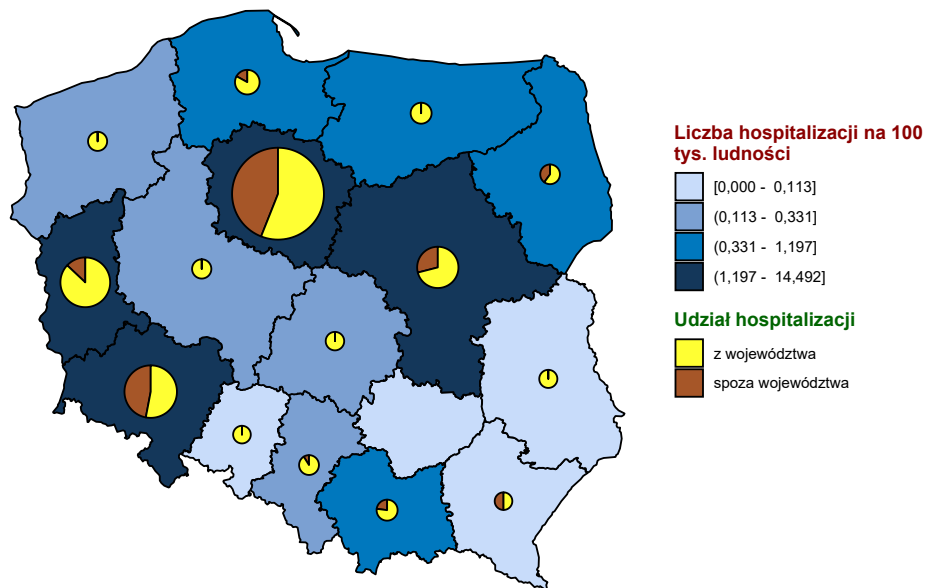 Liczba hospitalizacji na 100
tys. ludności
[0,000 - 0,113]
(0,113 - 0,331]
(0,331 - 1,197]
(1,197 - 14,492]
Udział hospitalizacji
z województwa
spoza województwa